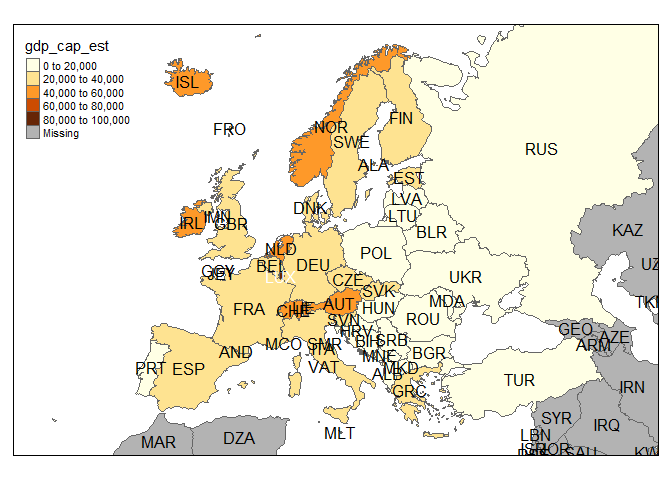 gdp_cap_est
0 to 20,000
20,000 to 40,000
40,000 to 60,000
60,000 to 80,000
80,000 to 100,000
Missing
ISL
FRO
NOR
SWE
FIN
ALA
RUS
EST
LVA
LTU
DNK
IMN
IRL
GBR
BLR
KAZ
NLD
POL
BEL
DEU
GGY
JEY
LUX
CZE
UKR
UZ
SVK
TK
FRA
CHE
LIE
AUT
HUN
MDA
SVN
ROU
HRV
GEO
AZE
ARM
MCO
SMR
ITA
BIH
SRB
MNE
BGR
AND
PRT
ESP
VAT
MKD
ALB
GRC
TUR
IRN
SYR
IRQ
MLT
LBN
MAR
DZA
JOR
SAU
KW